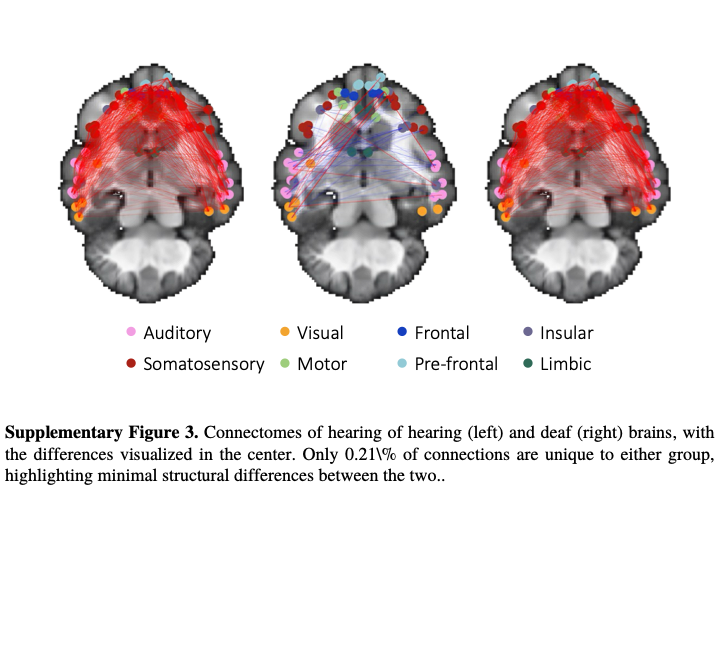 Auditory Visual Frontal Insular
Somatosensory Motor Pre-frontal Limbic
Supplementary Figure 3. Connectomes of hearing of hearing (left) and deaf (right) brains, with
the differences visualized in the center. Only 0.21\% of connections are unique to either group,
highlighting minimal structural differences between the two..